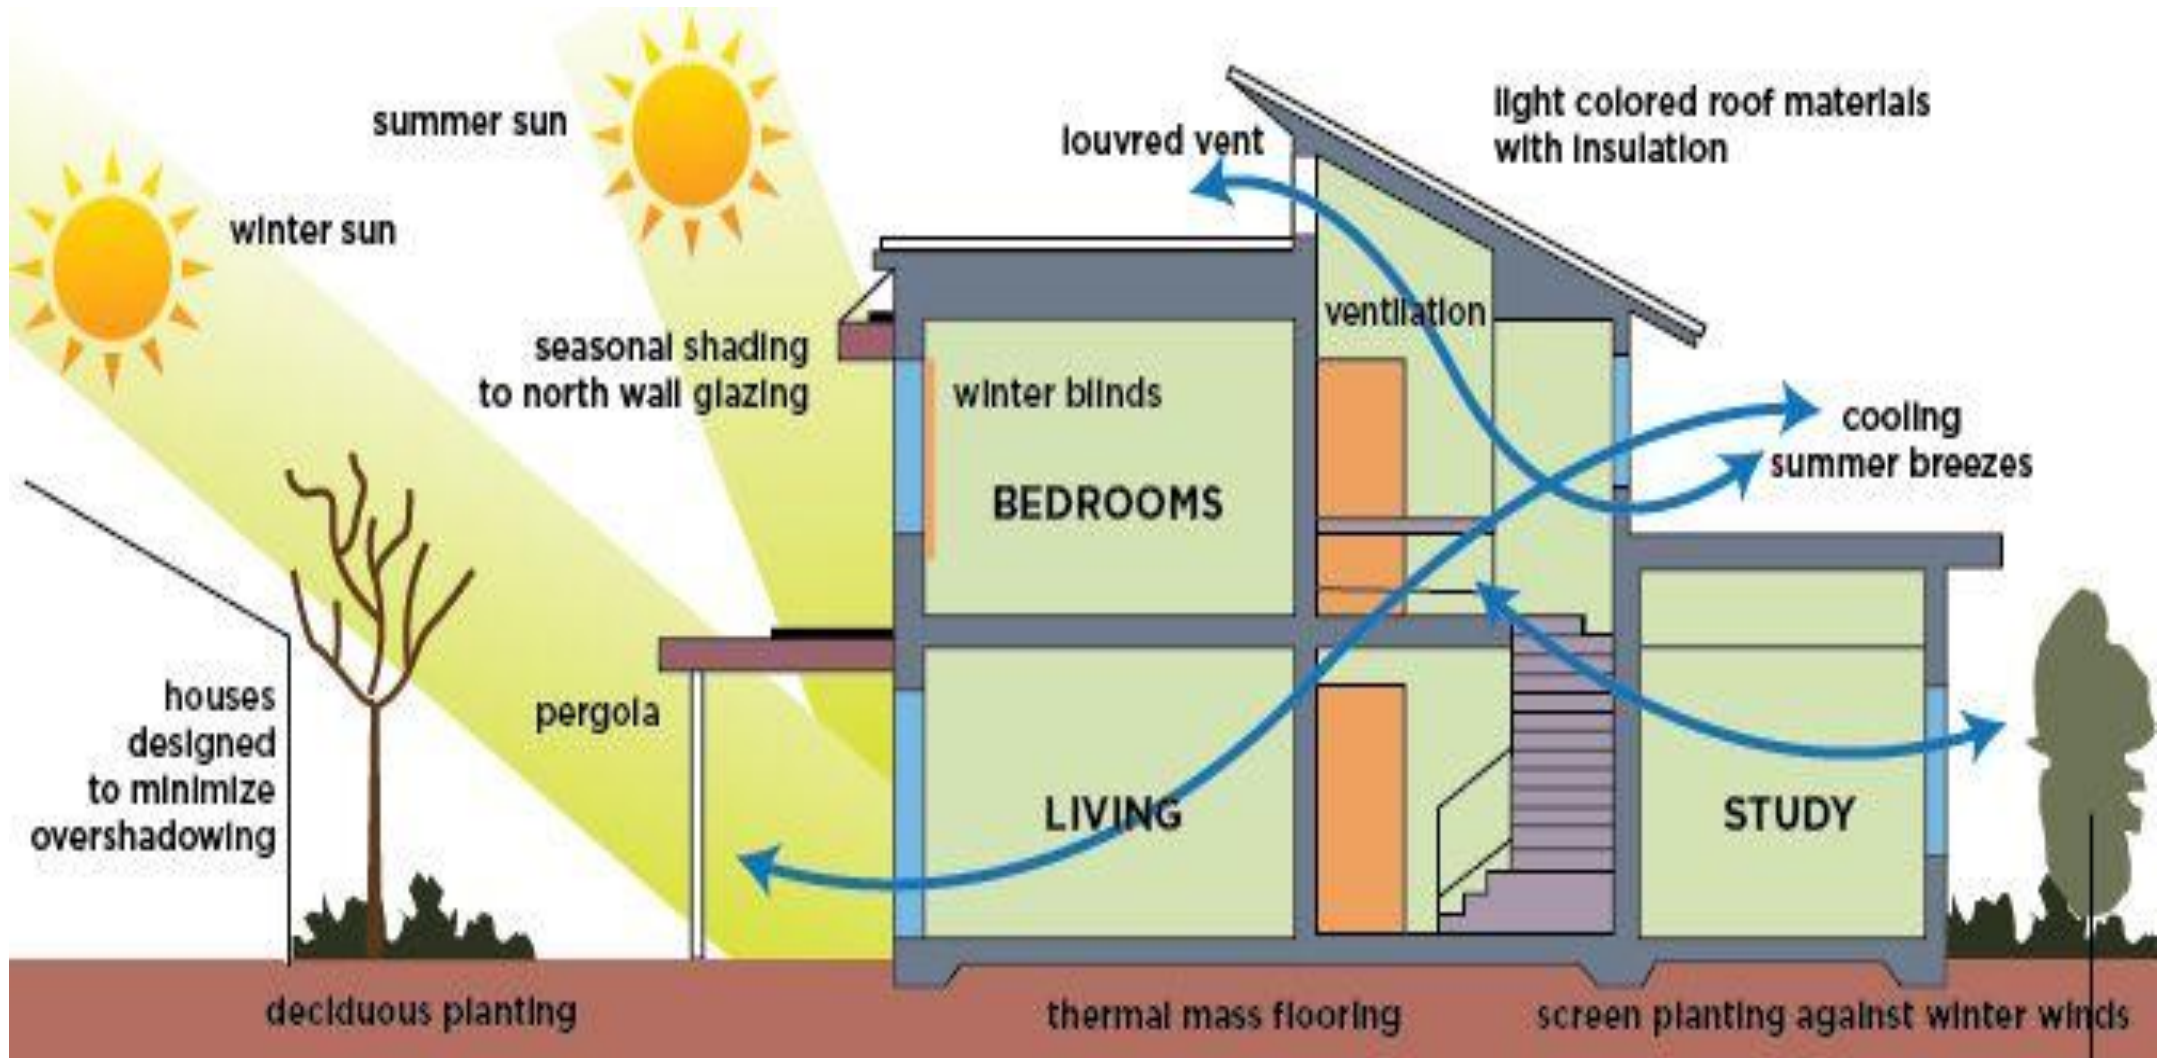 summer sun
winter sun
louvred vent
light colored roof materials
with insulation
ventilation
seasonal shading
to north wall glazing
winter blinds
BEDROOMS
cooling
summer breezes
houses
designed
to minimize
overshadowing
pergola
LIVING
STUDY
deciduous planting
thermal mass flooring
screen planting against winter winds